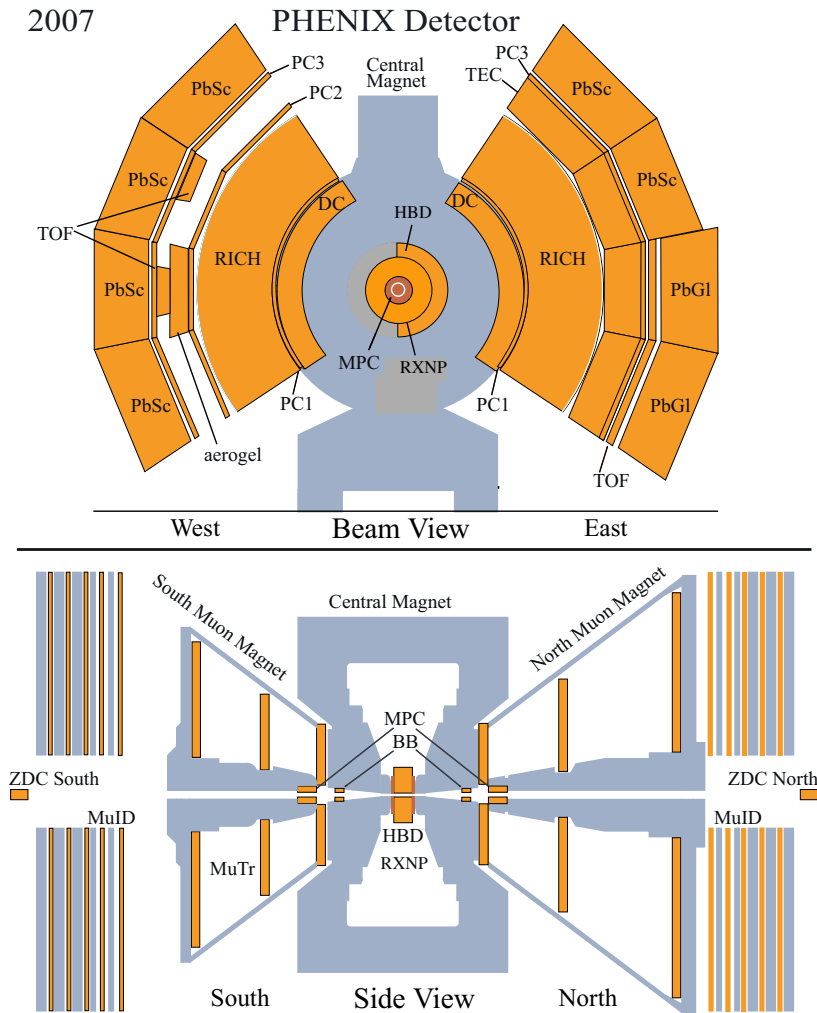 2007
PHENIX Detector
PC3
Central
Magnet
PC3
TEC
PbSc
PC2
PbSc
PbSc
DC
DC
PbSc
HBD
TOF
RICH
RICH
PbSc
PbGl
MPC
RXNP
PC1
PC1
PbSc
PbGl
aerogel
TOF
West
Beam View
East
South Muon Magnet
Central Magnet
North Muon Magnet
MPC
BB
ZDC South
ZDC North
MuID
MuID
HBD
MuTr
RXNP
South
Side View
North